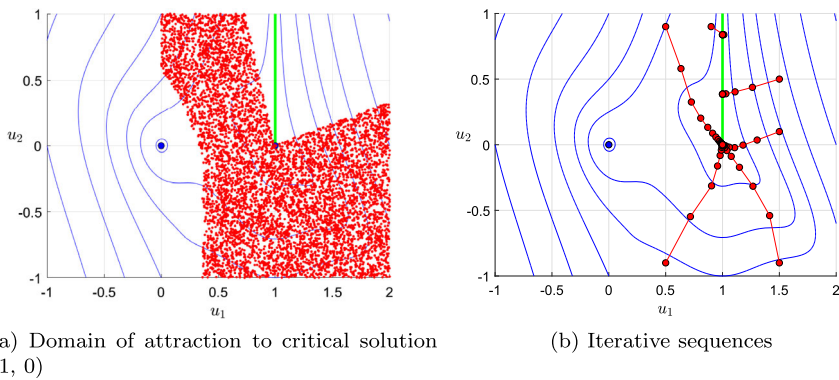 1
0.5
u2
0
-0.5
-1
-1 -0.5 0 0.5 1 1.5 2
u1
a) Domain of attraction to critical solution
1, 0)
1
0.5
u2
0
-0.5
-1
-1 -0.5 0 0.5 1 1.5 2
u1
(b) Iterative sequences